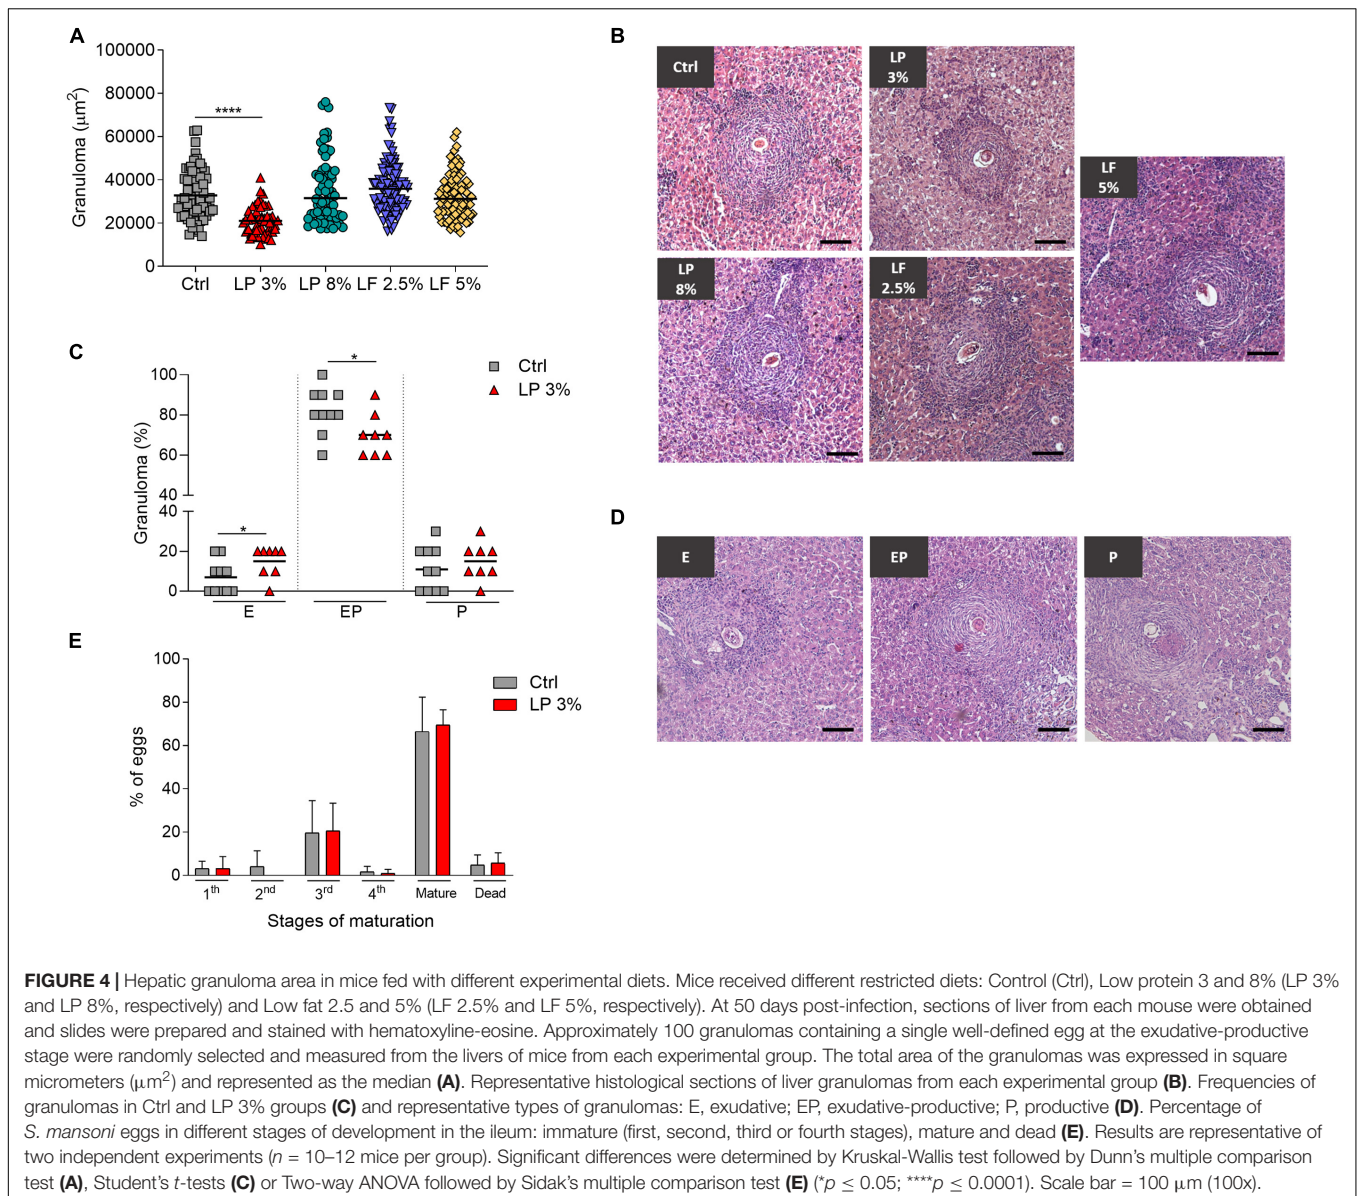 A
100000
80000
60000
40000
20000
0
Granuloma (μm²)
****
Ctrl LP 3% LP 8% LF 2.5% LF 5%
B
Ctrl
LP
3%
LP
8%
LF
2.5%
LF
5%
C
100
80
60
40
40
20
0
Granuloma (%)
*
*
Ctrl
LP 3%
E EP P
D
E
EP
P
E
100
80
60
40
20
0
% of eggs
Ctrl
LP 3%
1th 2nd 3rd 4th Mature Dead
Stages of maturation
FIGURE 4 | Hepatic granuloma area in mice fed with different experimental diets. Mice received different restricted diets: Control (Ctrl), Low protein 3 and 8% (LP 3%
and LP 8%, respectively) and Low fat 2.5 and 5% (LF 2.5% and LF 5%, respectively). At 50 days post-infection, sections of liver from each mouse were obtained
and slides were prepared and stained with hematoxyline-eosine. Approximately 100 granulomas containing a single well-defined egg at the exudative-productive
stage were randomly selected and measured from the livers of mice from each experimental group. The total area of the granulomas was expressed in square
micrometers (μm²) and represented as the median (A). Representative histological sections of liver granulomas from each experimental group (B). Frequencies of
granulomas in Ctrl and LP 3% groups (C) and representative types of granulomas: E, exudative; EP, exudative-productive; P, productive (D). Percentage of
S. mansoni eggs in different stages of development in the ileum: immature (first, second, third or fourth stages), mature and dead (E). Results are representative of
two independent experiments (n = 10–12 mice per group). Significant differences were determined by Kruskal-Wallis test followed by Dunn's multiple comparison
test (A), Student's t-tests (C) or Two-way ANOVA followed by Sidak's multiple comparison test (E) (*p ≤ 0.05; ****p ≤ 0.0001). Scale bar = 100 μm (100x).